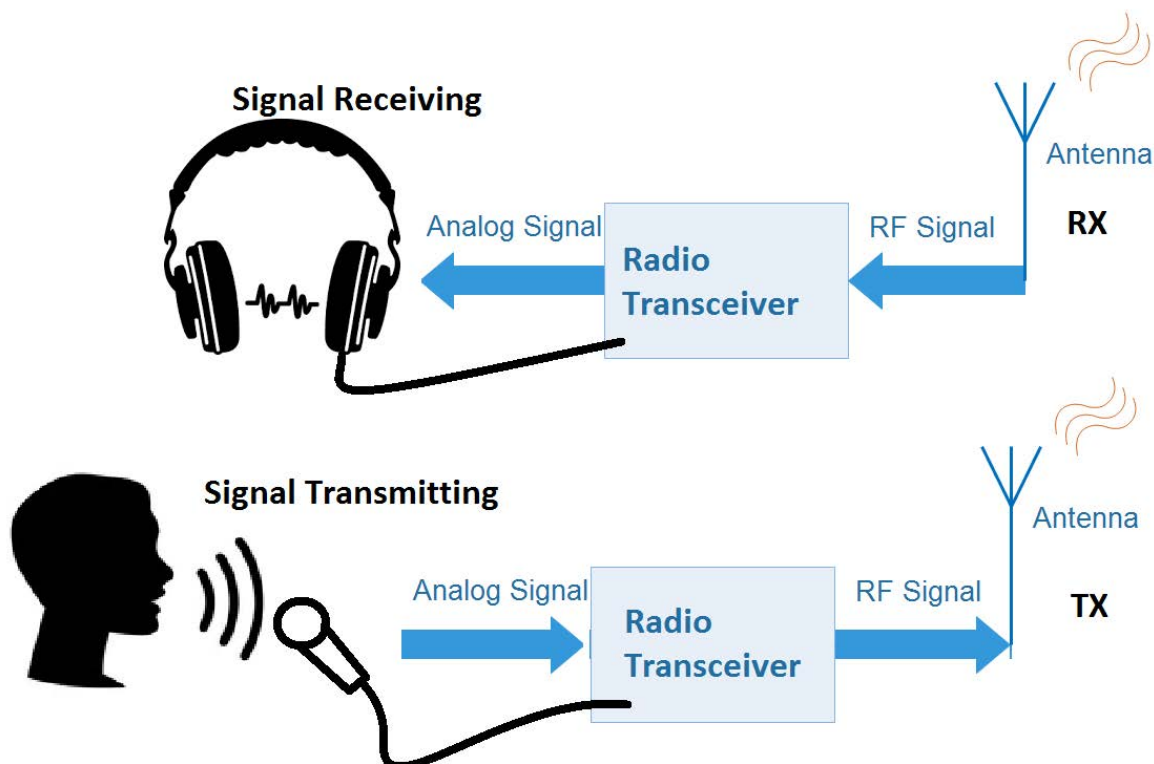 Signal Receiving
Antenna
Analog Signal
RF Signal
RX
Radio
Transceiver
Signal Transmitting
Antenna
Analog Signal
RF Signal
TX
Radio
Transceiver